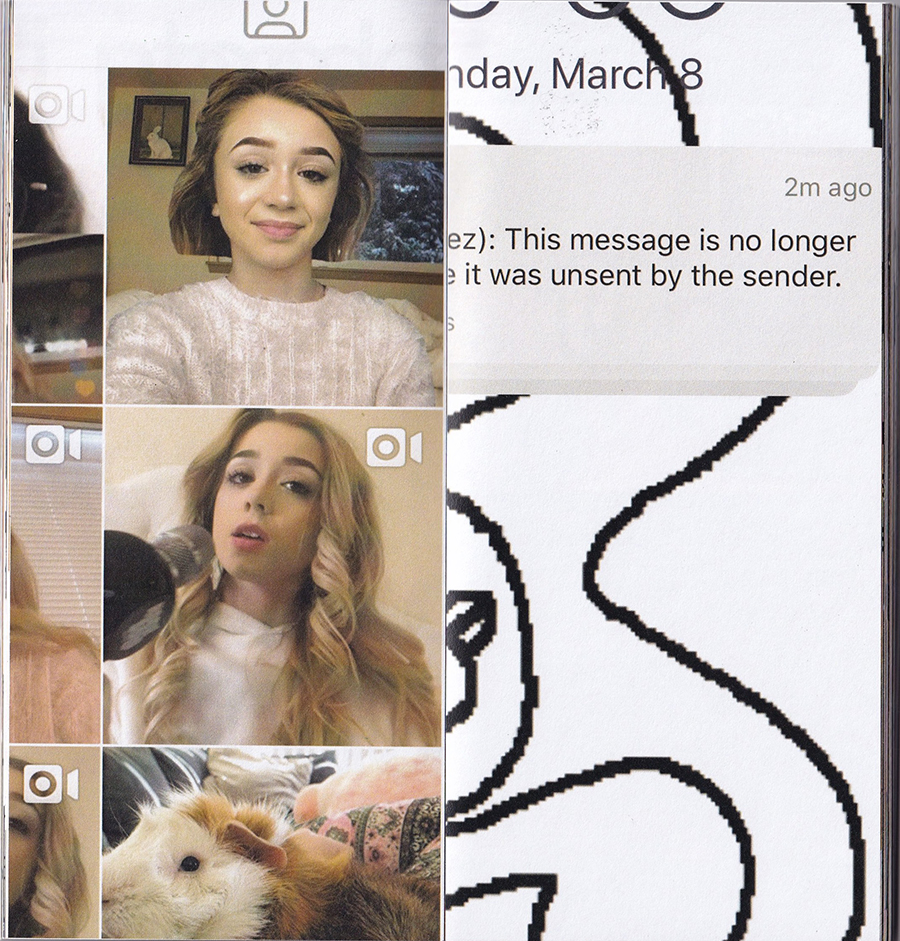 nday, March 8
2m ago
ez): This message is no longer
e it was unsent by the sender.
s